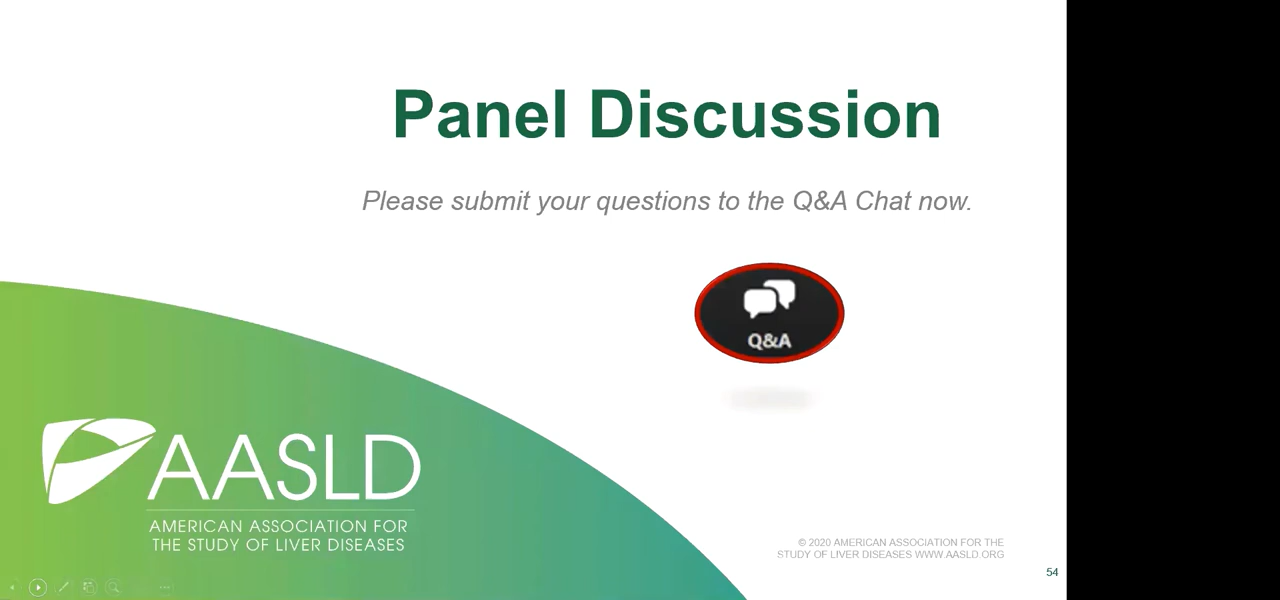 Panel Discussion
Please submit your questions to the Q&A Chat now.
Q&A
AASLD
AMERICAN ASSOCIATION FOR
THE STUDY OF LIVER DISEASES
© 2020 AMERICAN ASSOCIATION FOR THE
STUDY OF LIVER DISEASES WWW.AASLD.ORG
54